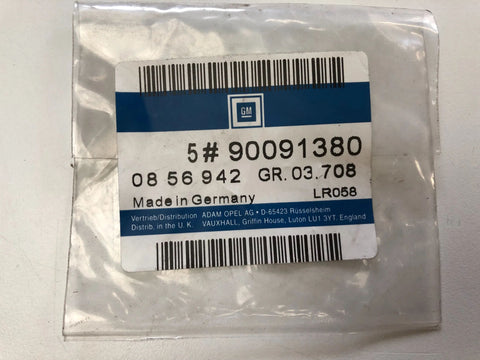 GM
5# 90091380
08 56 942 GR. 03.708
Made in Germany LR058
Vertrieb/Distribution ADAM OPEL AG • D-65423 Rüsselsheim
Distrib. in the U. K. VAUXHALL, Griffin House, Luton LU1 3YT, England